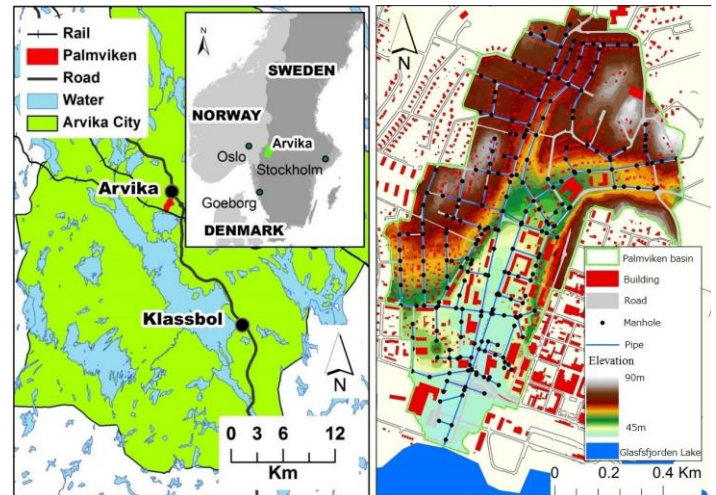 Rail
Palmviken
Road
Water
Arvika City
N
SWEDEN
NORWAY
Arvika
Oslo
Stockholm
Goeborg
DENMARK
Arvika
Klassbol
N
0 3 6 12
Km
N
Palmviken basin
Building
Road
Manhole
Pipe
Elevation
90m
45m
Glasfsfjorden Lake
0 0.2 0.4 Km